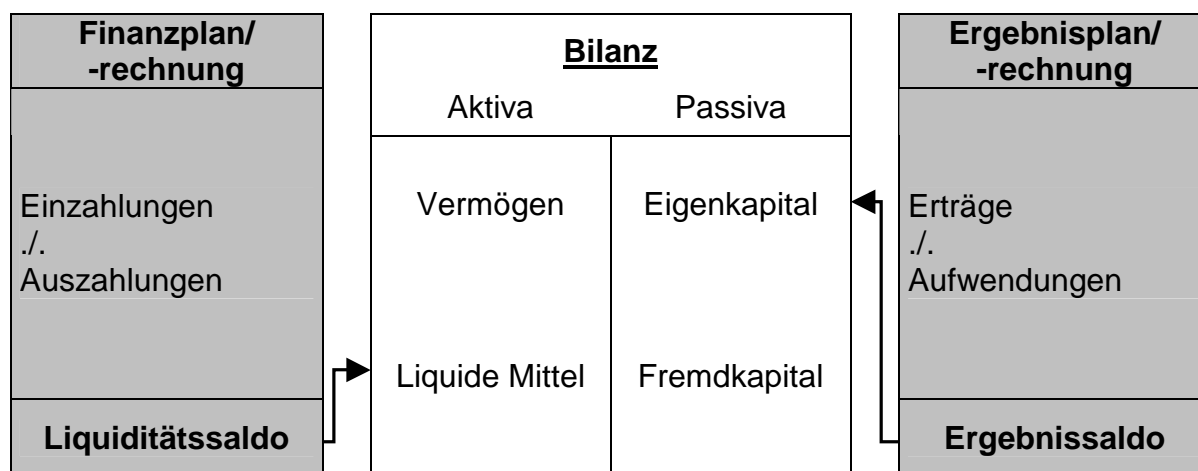 Finanzplan/
-rechnung
Einzahlungen
./.
Auszahlungen
Liquiditätssaldo
Bilanz
Aktiva Passiva
Vermögen Eigenkapital
Liquide Mittel Fremdkapital
Ergebnisplan/
-rechnung
Erträge
./.
Aufwendungen
Ergebnissaldo